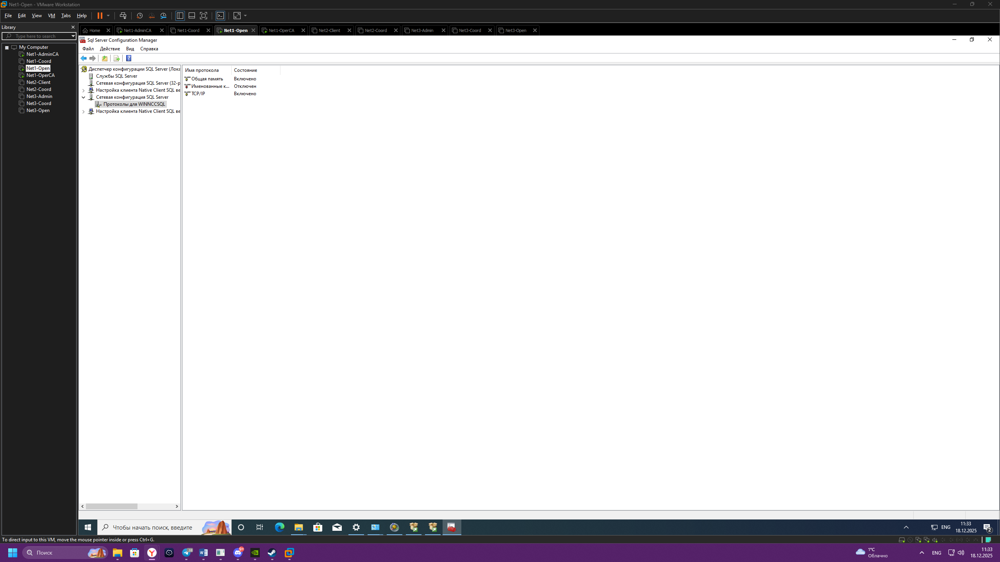 Net1-Open - VMware Workstation
File Edit View VM Tabs Help
Library
Type here to search
My Computer
Net1-AdminCA
Net1-Coord
Net1-Open
Net1-OperCA
Net2-Client
Net2-Coord
Net3-Admin
Net3-Coord
Net3-Open
Home Net1-AdminCA Net1-Coord Net1-Open Net1-OperCA Net2-Client Net2-Coord Net3-Admin Net3-Coord Net3-Open
Sql Server Configuration Manager
Файл Действие Вид Справка
Диспетчер конфигурации SQL Server (Лока
Службы SQL Server
Сетевая конфигурация SQL Server (32-р
Настройка клиента Native Client SQL ве
Сетевая конфигурация SQL Server
Протоколы для WINNCCSQL
Настройка клиента Native Client SQL ве
Имя протокола Состояние
Общая память Включено
Именованные к... Отключен
TCP/IP Включено
Чтобы начать поиск, введите
ENG
11:33
18.12.2025
2
To direct input to this VM, move the mouse pointer inside or press Ctrl+G.
Поиск
38
9+
1°C
Облачно
ENG
11:33
18.12.2025